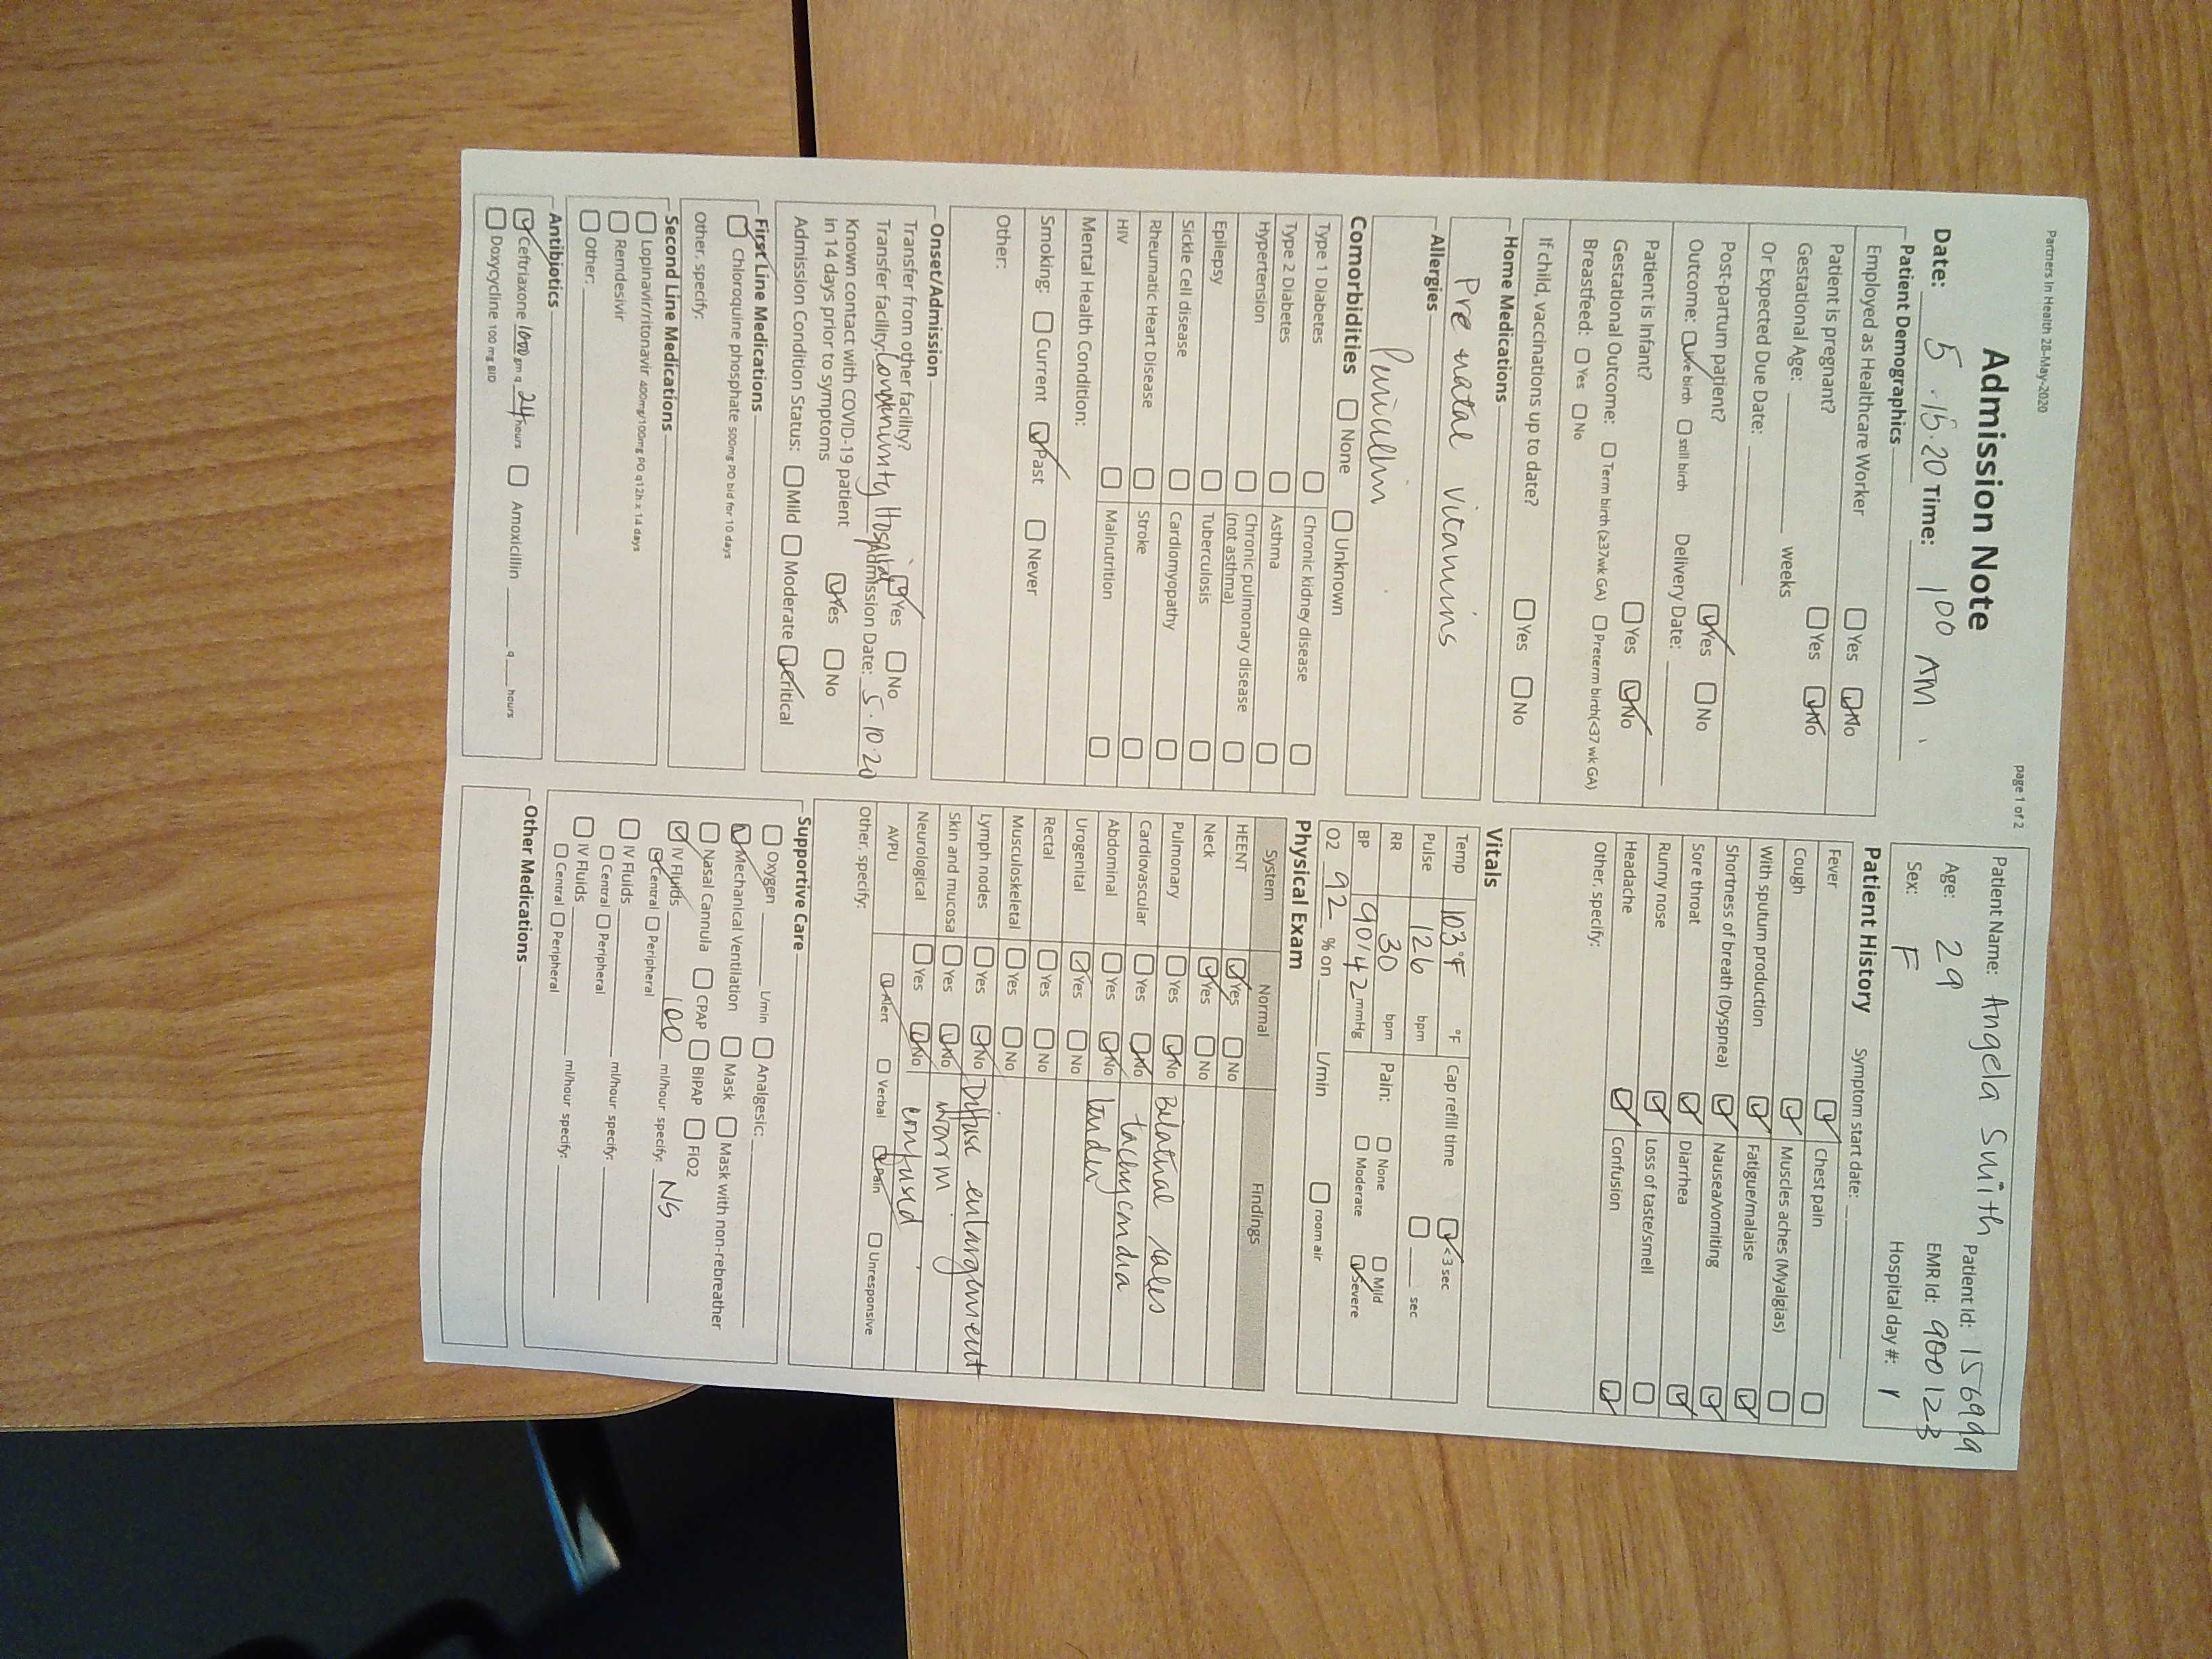 Partners In Health 28-May-2020
page 1 of 2
Admission Note
Date: 5.15.20 Time: 1 00 AM
Patient Name: Angela Smith Patient Id: 156999
Age: 29 EMR Id: 900123
Sex: F Hospital day #: 1
Patient Demographics
Employed as Healthcare Worker Yes No
Patient is pregnant? Yes No
Gestational Age: weeks
Or Expected Due Date:
Post-partum patient? Yes No
Outcome: Live birth still birth Delivery Date:
Patient is Infant? Yes No
Gestational Outcome: Term birth (≥37wk GA) Preterm birth(<37 wk GA)
Breastfeed: Yes No
If child, vaccinations up to date? Yes No
Home Medications
Pre natal vitamins
Allergies
Penicillin
Comorbidities None Unknown
Type 1 Diabetes Chronic kidney disease
Type 2 Diabetes Asthma
Hypertension Chronic pulmonary disease (not asthma)
Epilepsy Tuberculosis
Sickle Cell disease Cardiomyopathy
Rheumatic Heart Disease Stroke
HIV Malnutrition
Mental Health Condition:
Smoking: Current Past Never
Other:
Onset/Admission
Transfer from other facility? Yes No
Transfer facility: Community Hospital Admission Date: 5.10.20
Known contact with COVID-19 patient
in 14 days prior to symptoms Yes No
Admission Condition Status: Mild Moderate Critical
First Line Medications
Chloroquine phosphate 500mg PO bid for 10 days
Other, specify:
Second Line Medications
Lopinavir/ritonavir 400mg/100mg PO q12h x 14 days
Remdesivir
Other:
Antibiotics
Ceftriaxone 1000 gm q 24 hours Amoxicillin q hours
Doxycycline 100 mg BID
Patient History Symptom start date:
Fever Chest pain
Cough Muscles aches (Myalgias)
With sputum production Fatigue/malaise
Shortness of breath (Dyspnea) Nausea/vomiting
Sore throat Diarrhea
Runny nose Loss of taste/smell
Headache Confusion
Other, specify:
Vitals
Temp 103°F °F Cap refill time <3 sec
Pulse 126 bpm sec
RR 30 bpm Pain: None Mild
BP 90/42 mmHg Moderate Severe
O2 92 % on L/min room air
Physical Exam
System Normal Findings
HEENT Yes No
Neck Yes No
Pulmonary Yes No Bilatural rales
Cardiovascular Yes No tachycardia
Abdominal Yes No tender
Urogenital Yes No
Rectal Yes No
Musculoskeletal Yes No
Lymph nodes Yes No Diffuse enlargement
Skin and mucosa Yes No warm
Neurological Yes No confused
AVPU Alert Verbal Pain Unresponsive
Other, specify:
Supportive Care
Oxygen L/min Analgesic:
Mechanical Ventilation Mask Mask with non-rebreather
Nasal Cannula CPAP BIPAP FIO2
IV Fluids 100 ml/hour specify: NS
Central Peripheral
IV Fluids ml/hour specify:
Central Peripheral
IV Fluids ml/hour specify:
Central Peripheral
Other Medications